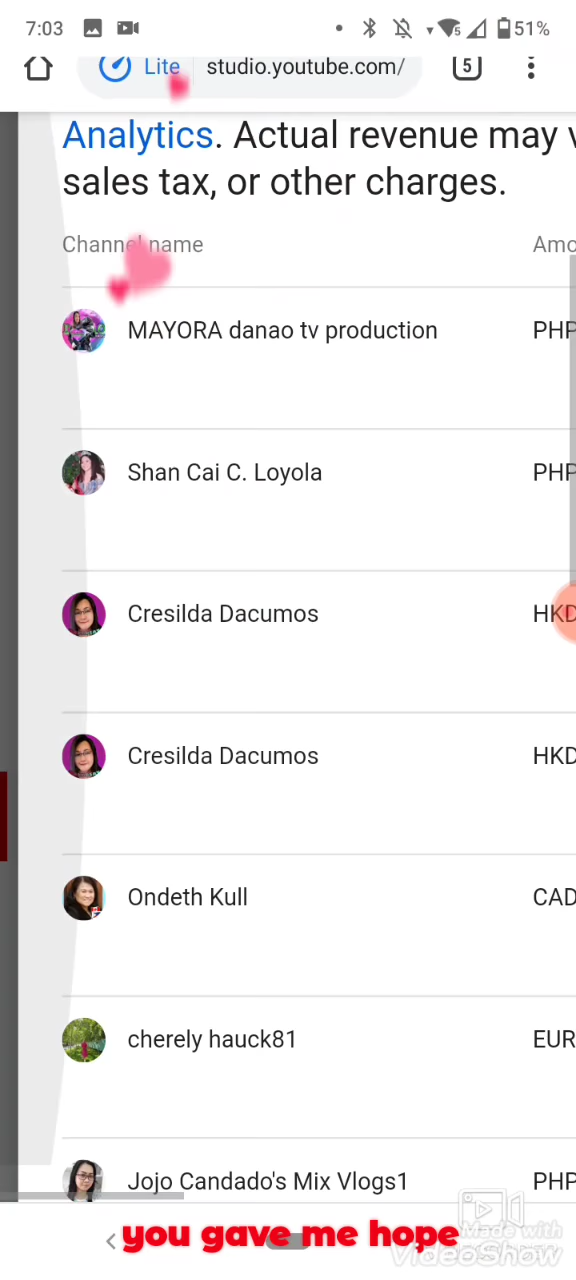 7:03
5
51%
Lite
studio.youtube.com/
5
Analytics. Actual revenue may v
sales tax, or other charges.
Channel name
Amo
MAYORA danao tv production
PHP
Shan Cai C. Loyola
PHP
Cresilda Dacumos
HKD
Cresilda Dacumos
HKD
Ondeth Kull
CAD
cherely hauck81
EUR
Jojo Candado's Mix Vlogs1
PHP
you gave me hope
Made with
VideoShow